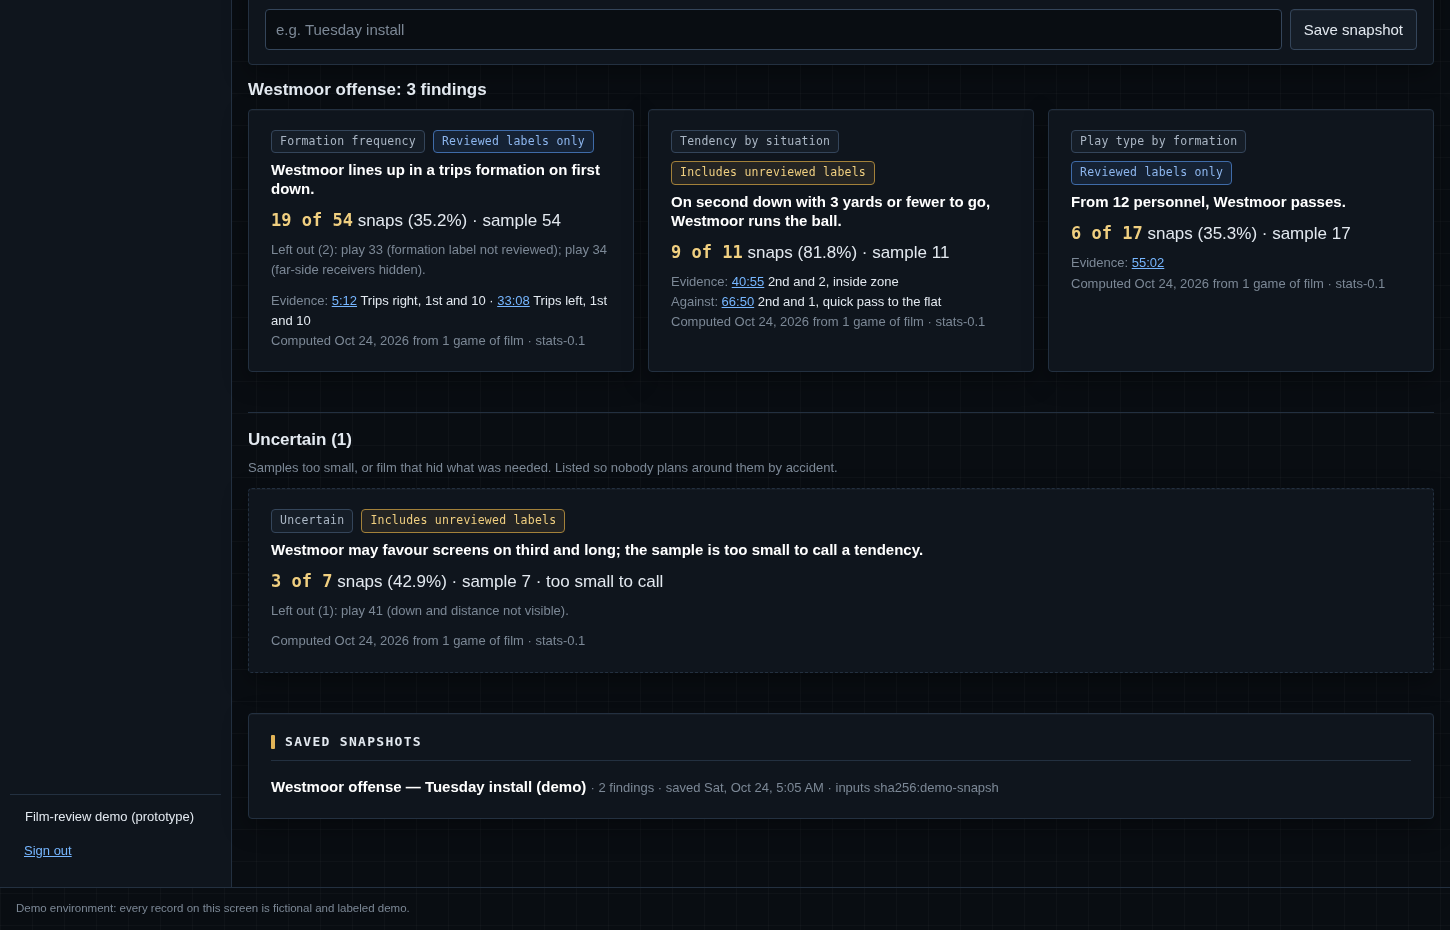 e.g. Tuesday install
Save snapshot
Westmoor offense: 3 findings
Formation frequency Reviewed labels only
Westmoor lines up in a trips formation on first
down.
19 of 54 snaps (35.2%) · sample 54
Left out (2): play 33 (formation label not reviewed); play 34
(far-side receivers hidden).
Evidence: 5:12 Trips right, 1st and 10 · 33:08 Trips left, 1st
and 10
Computed Oct 24, 2026 from 1 game of film · stats-0.1
Tendency by situation
Includes unreviewed labels
On second down with 3 yards or fewer to go,
Westmoor runs the ball.
9 of 11 snaps (81.8%) · sample 11
Evidence: 40:55 2nd and 2, inside zone
Against: 66:50 2nd and 1, quick pass to the flat
Computed Oct 24, 2026 from 1 game of film · stats-0.1
Play type by formation
Reviewed labels only
From 12 personnel, Westmoor passes.
6 of 17 snaps (35.3%) · sample 17
Evidence: 55:02
Computed Oct 24, 2026 from 1 game of film · stats-0.1
Uncertain (1)
Samples too small, or film that hid what was needed. Listed so nobody plans around them by accident.
Uncertain Includes unreviewed labels
Westmoor may favour screens on third and long; the sample is too small to call a tendency.
3 of 7 snaps (42.9%) · sample 7 · too small to call
Left out (1): play 41 (down and distance not visible).
Computed Oct 24, 2026 from 1 game of film · stats-0.1
SAVED SNAPSHOTS
Westmoor offense — Tuesday install (demo) · 2 findings · saved Sat, Oct 24, 5:05 AM · inputs sha256:demo-snapsh
Film-review demo (prototype)
Sign out
Demo environment: every record on this screen is fictional and labeled demo.